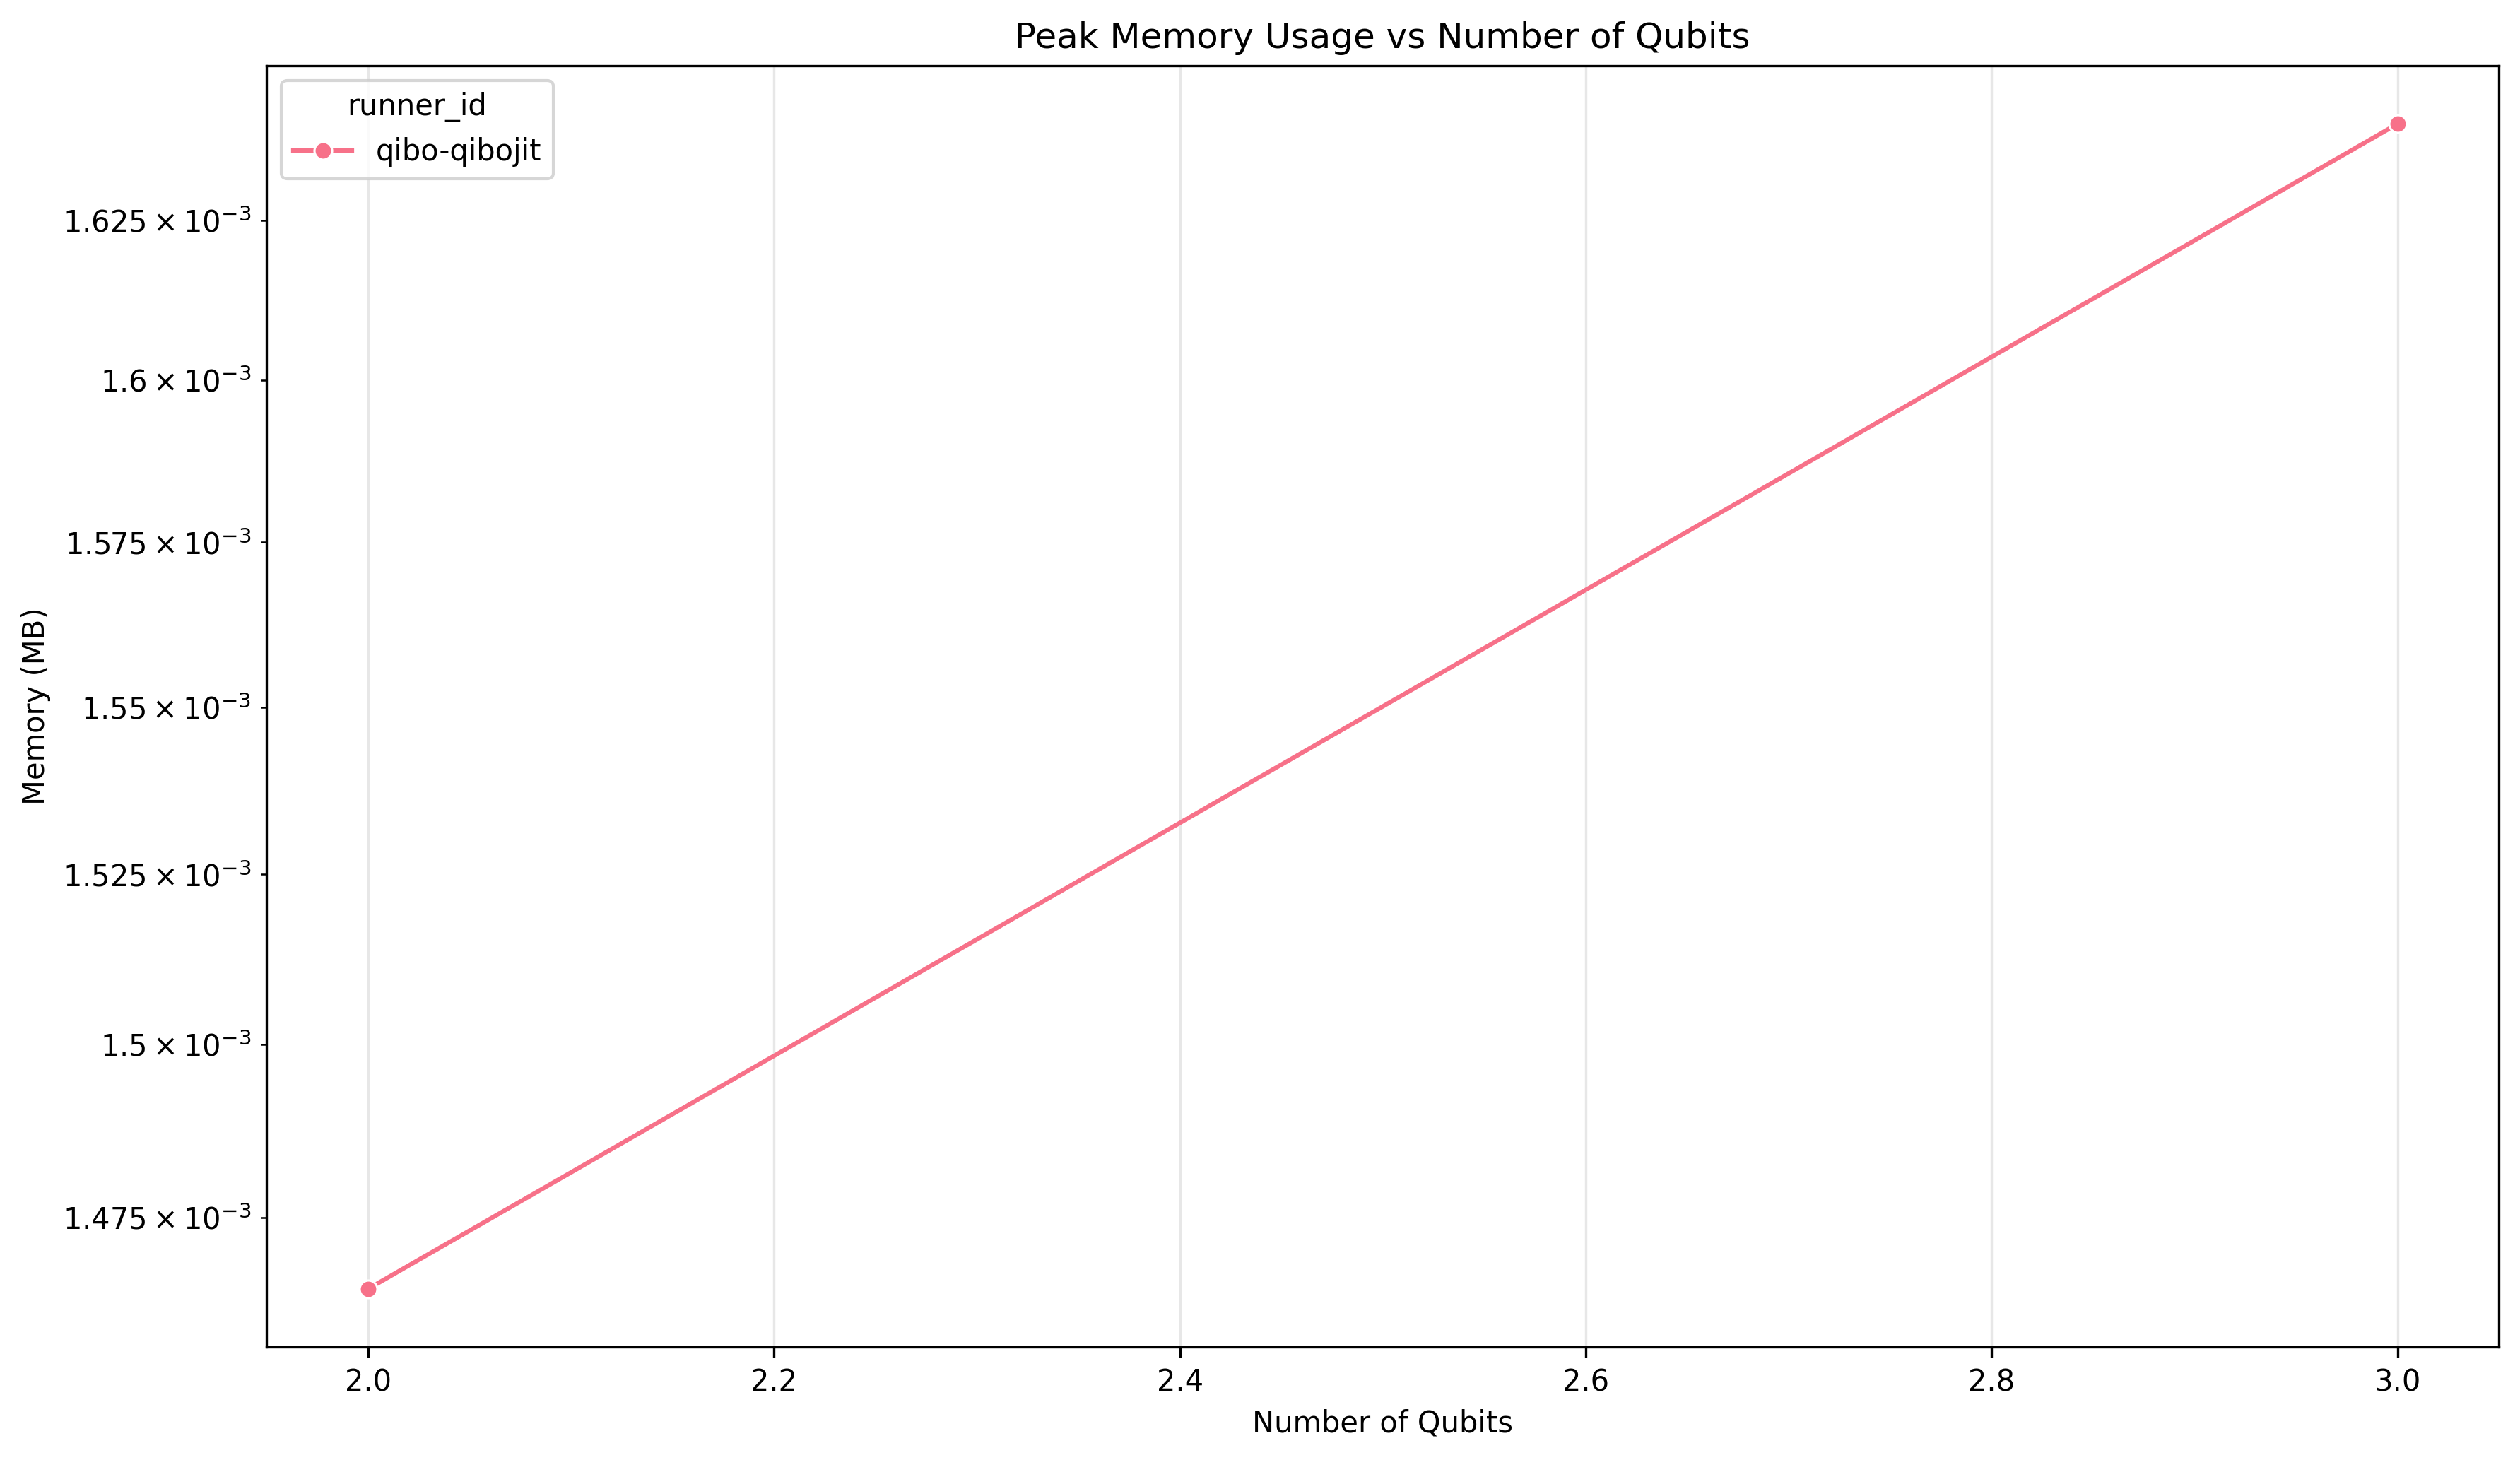 Peak Memory Usage vs Number of Qubits
runner_id
qibo-qibojit
1.625 × 10⁻³
1.6 × 10⁻³
1.575 × 10⁻³
1.55 × 10⁻³
1.525 × 10⁻³
1.5 × 10⁻³
1.475 × 10⁻³
Memory (MB)
2.0 2.2 2.4 2.6 2.8 3.0
Number of Qubits